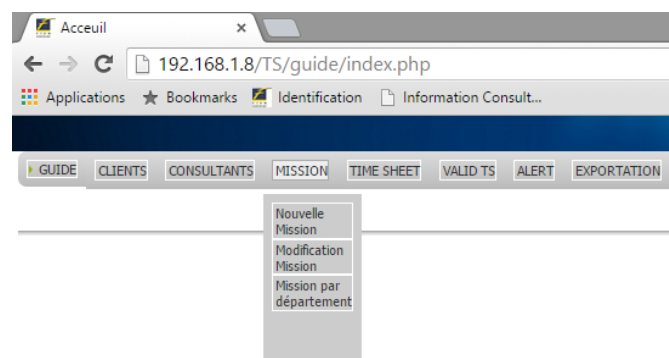 Acceuil
192.168.1.8/TS/guide/index.php
Applications Bookmarks Identification Information Consult...
GUIDE CLIENTS CONSULTANTS MISSION TIME SHEET VALID TS ALERT EXPORTATION
Nouvelle
Mission
Modification
Mission
Mission par
département